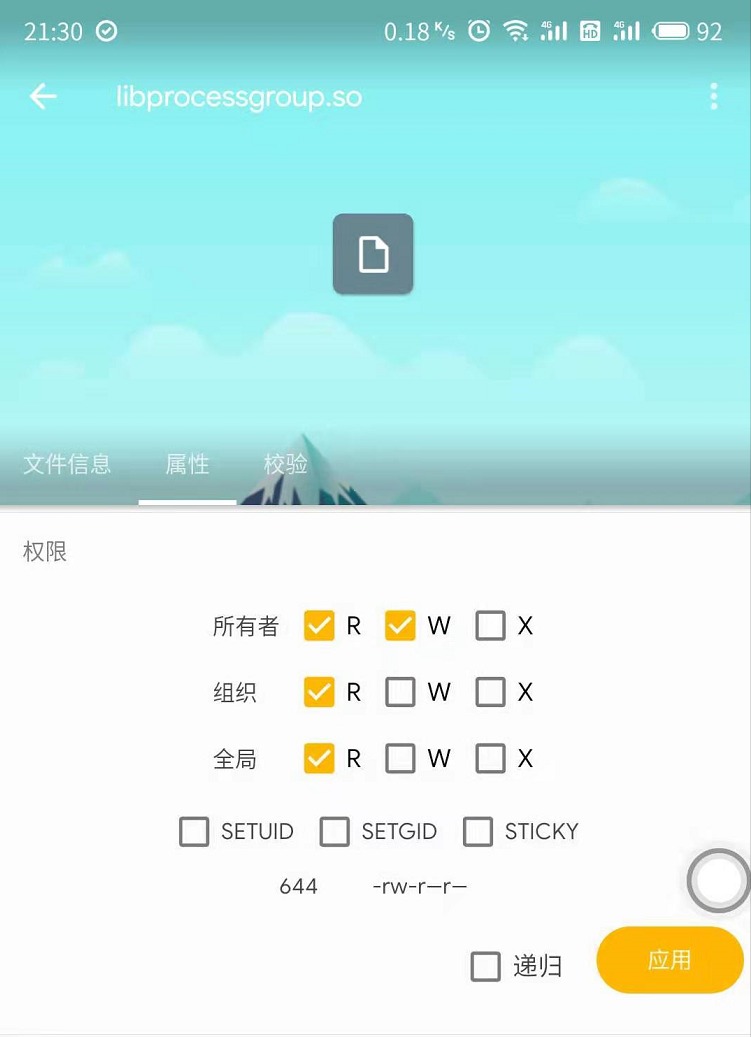 21:30 0.18 K/s 4G HD 4G 92
libprocessgroup.so
文件信息 属性 校验
权限
所有者 R W X
组织 R W X
全局 R W X
SETUID SETGID STICKY
644 -rw-r--r--
递归 应用